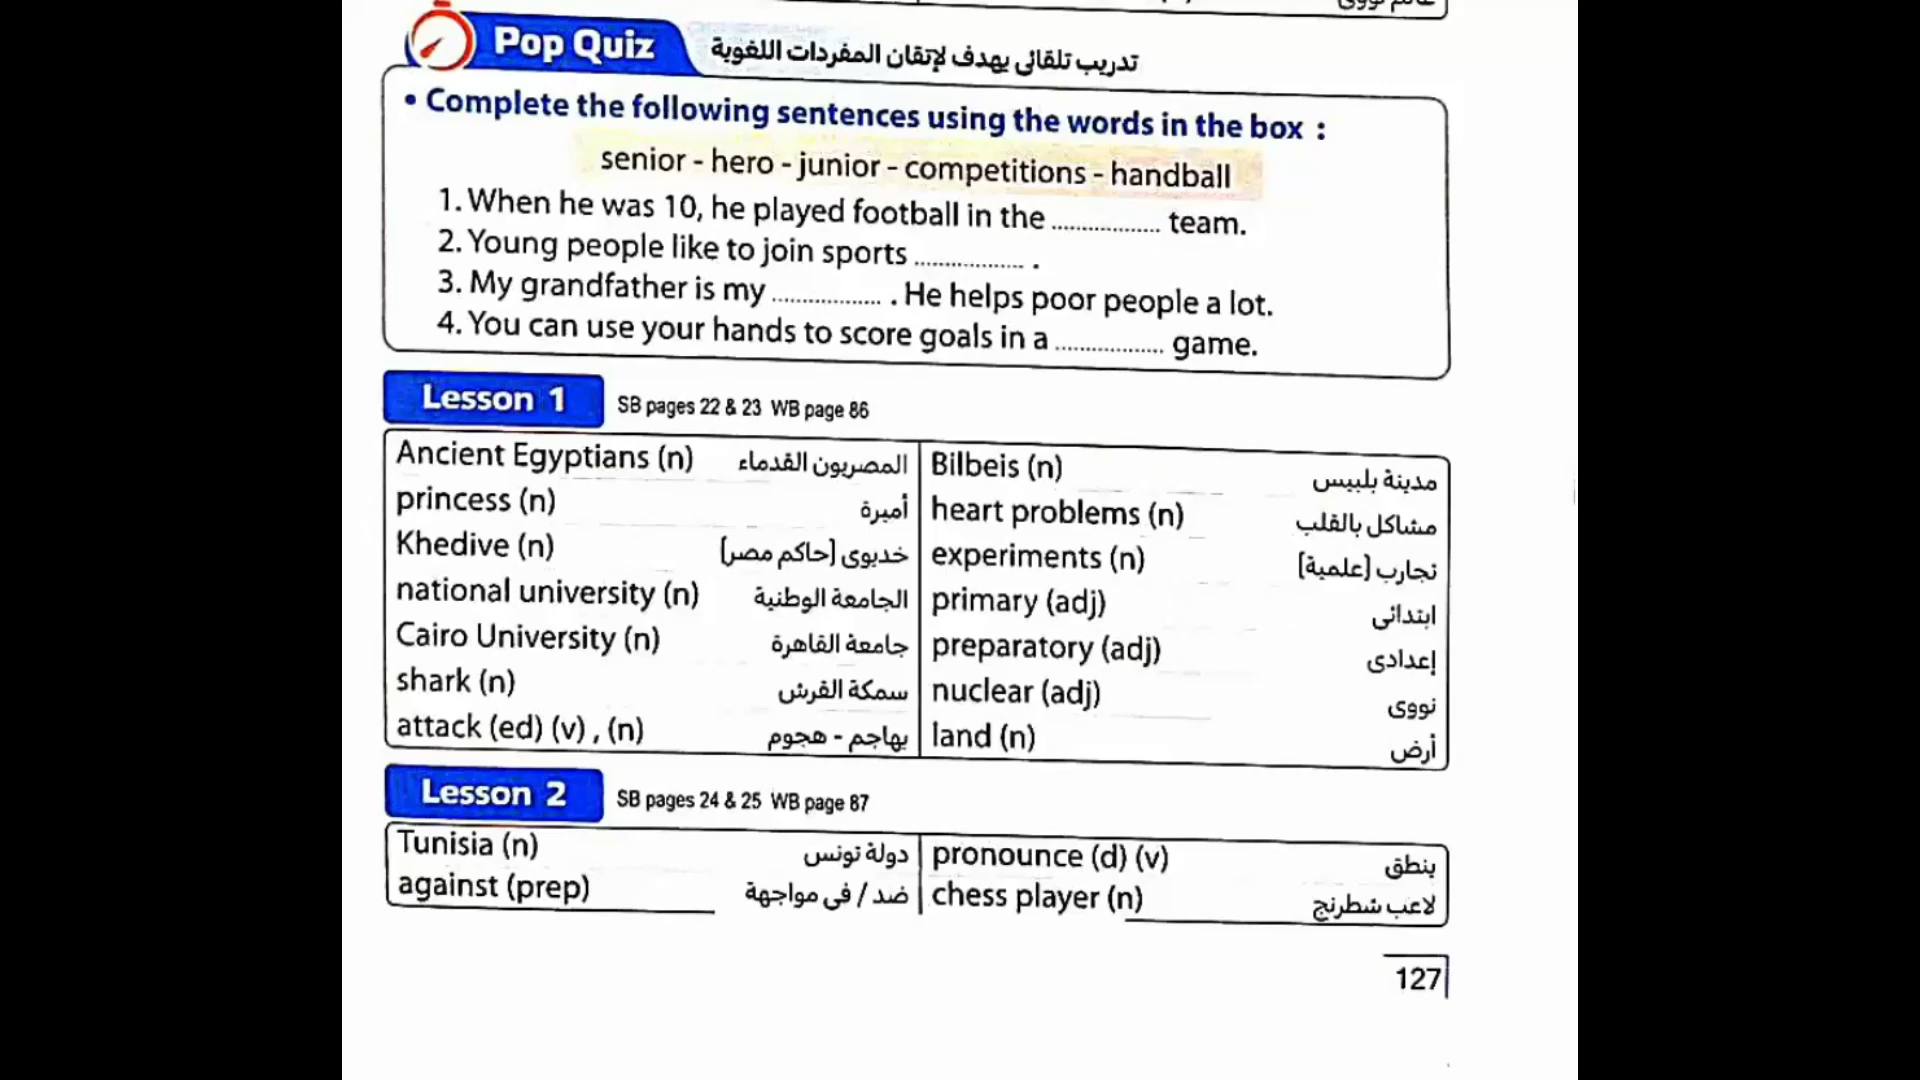 Pop Quiz تدريب تلقائى يهدف لإتقان المفردات اللغوية
• Complete the following sentences using the words in the box :
senior - hero - junior - competitions - handball
1. When he was 10, he played football in the .................. team.
2. Young people like to join sports .................. .
3. My grandfather is my .................. . He helps poor people a lot.
4. You can use your hands to score goals in a .................. game.
Lesson 1 SB pages 22 & 23 WB page 86
Ancient Egyptians (n) المصريون القدماء Bilbeis (n) مدينة بلبيس
princess (n) أميرة heart problems (n) مشاكل بالقلب
Khedive (n) خديوى [حاكم مصر] experiments (n) تجارب [علمية]
national university (n) الجامعة الوطنية primary (adj) ابتدائى
Cairo University (n) جامعة القاهرة preparatory (adj) إعدادى
shark (n) سمكة القرش nuclear (adj) نووى
attack (ed) (v) , (n) يهاجم - هجوم land (n) أرض
Lesson 2 SB pages 24 & 25 WB page 87
Tunisia (n) دولة تونس pronounce (d) (v) ينطق
against (prep) ضد / فى مواجهة chess player (n) لاعب شطرنج
127